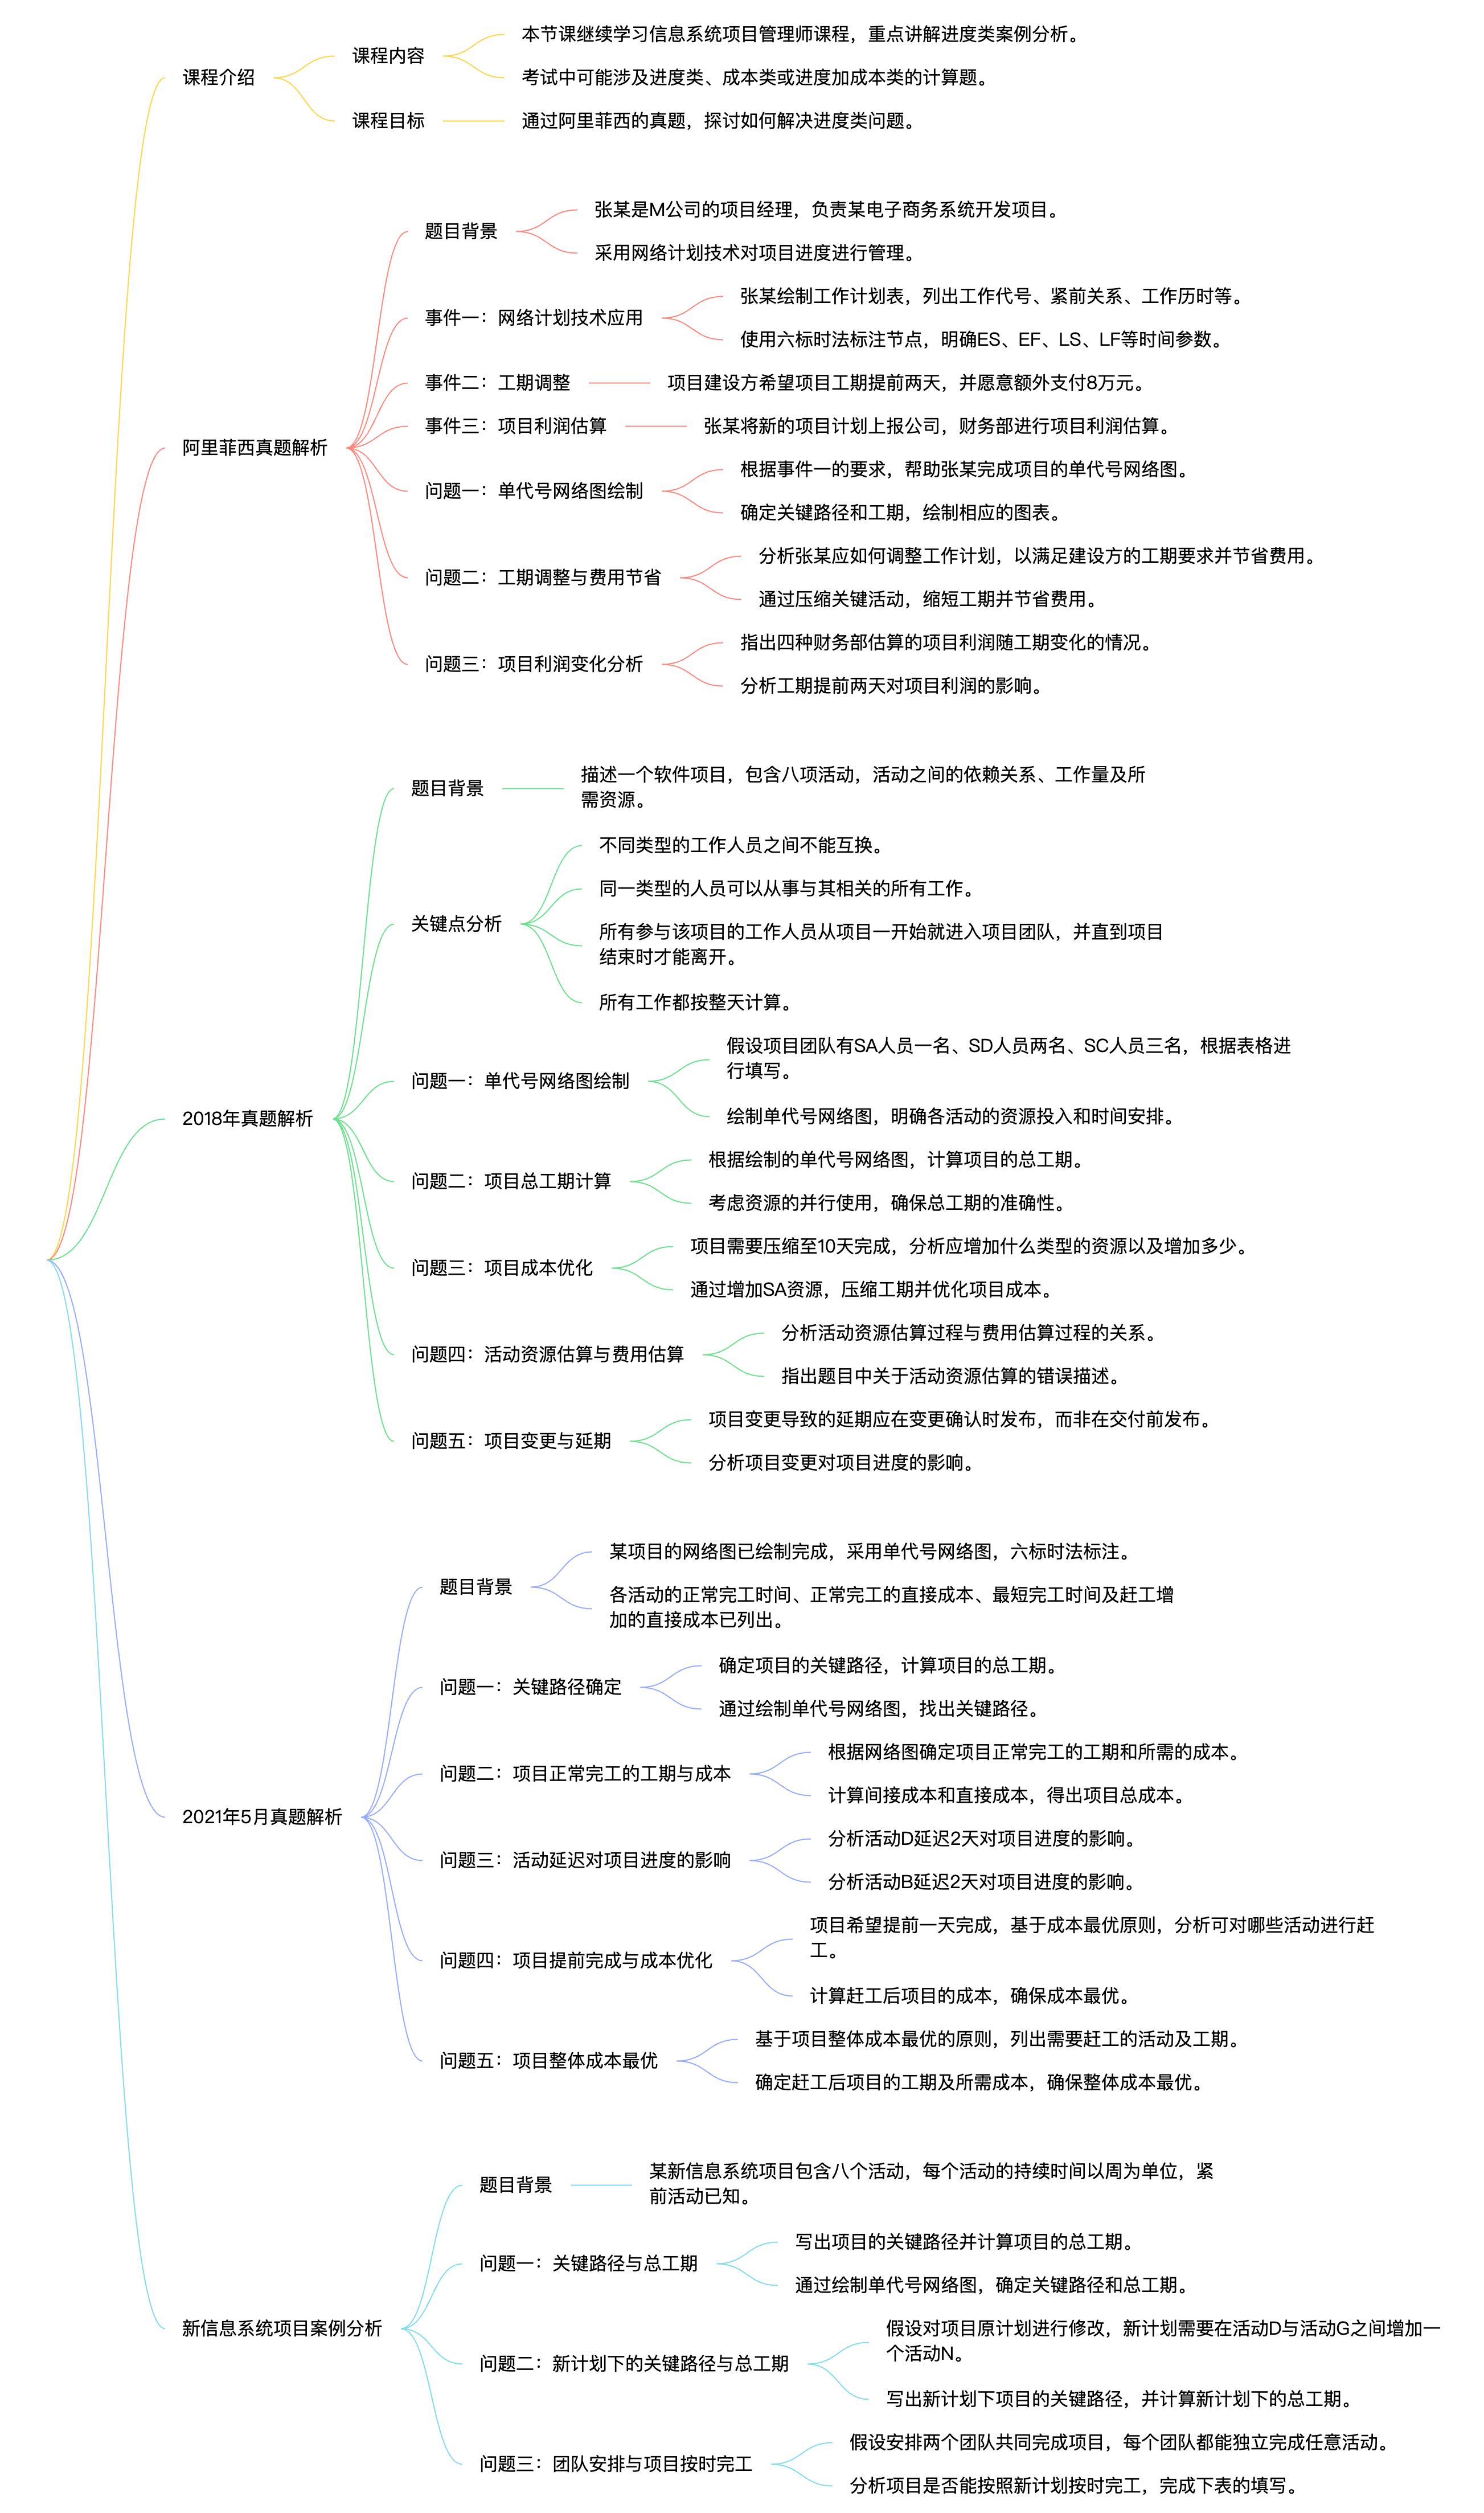 课程介绍
课程内容
本节课继续学习信息系统项目管理师课程，重点讲解进度类案例分析。
考试中可能涉及进度类、成本类或进度加成本类的计算题。
课程目标
通过阿里菲西的真题，探讨如何解决进度类问题。
阿里菲西真题解析
题目背景
张某是M公司的项目经理，负责某电子商务系统开发项目。
采用网络计划技术对项目进度进行管理。
事件一：网络计划技术应用
张某绘制工作计划表，列出工作代号、紧前关系、工作历时等。
使用六标时法标注节点，明确ES、EF、LS、LF等时间参数。
事件二：工期调整
项目建设方希望项目工期提前两天，并愿意额外支付8万元。
事件三：项目利润估算
张某将新的项目计划上报公司，财务部进行项目利润估算。
问题一：单代号网络图绘制
根据事件一的要求，帮助张某完成项目的单代号网络图。
确定关键路径和工期，绘制相应的图表。
问题二：工期调整与费用节省
分析张某应如何调整工作计划，以满足建设方的工期要求并节省费用。
通过压缩关键活动，缩短工期并节省费用。
问题三：项目利润变化分析
指出四种财务部估算的项目利润随工期变化的情况。
分析工期提前两天对项目利润的影响。
2018年真题解析
题目背景
描述一个软件项目，包含八项活动，活动之间的依赖关系、工作量及所
需资源。
关键点分析
不同类型的工作人员之间不能互换。
同一类型的人员可以从事与其相关的所有工作。
所有参与该项目的工作人员从项目一开始就进入项目团队，并直到项目
结束时才能离开。
所有工作都按整天计算。
问题一：单代号网络图绘制
假设项目团队有SA人员一名、SD人员两名、SC人员三名，根据表格进
行填写。
绘制单代号网络图，明确各活动的资源投入和时间安排。
问题二：项目总工期计算
根据绘制的单代号网络图，计算项目的总工期。
考虑资源的并行使用，确保总工期的准确性。
问题三：项目成本优化
项目需要压缩至10天完成，分析应增加什么类型的资源以及增加多少。
通过增加SA资源，压缩工期并优化项目成本。
问题四：活动资源估算与费用估算
分析活动资源估算过程与费用估算过程的关系。
指出题目中关于活动资源估算的错误描述。
问题五：项目变更与延期
项目变更导致的延期应在变更确认时发布，而非在交付前发布。
分析项目变更对项目进度的影响。
2021年5月真题解析
题目背景
某项目的网络图已绘制完成，采用单代号网络图，六标时法标注。
各活动的正常完工时间、正常完工的直接成本、最短完工时间及赶工增
加的直接成本已列出。
问题一：关键路径确定
确定项目的关键路径，计算项目的总工期。
通过绘制单代号网络图，找出关键路径。
问题二：项目正常完工的工期与成本
根据网络图确定项目正常完工的工期和所需的成本。
计算间接成本和直接成本，得出项目总成本。
问题三：活动延迟对项目进度的影响
分析活动D延迟2天对项目进度的影响。
分析活动B延迟2天对项目进度的影响。
问题四：项目提前完成与成本优化
项目希望提前一天完成，基于成本最优原则，分析可对哪些活动进行赶
工。
计算赶工后项目的成本，确保成本最优。
问题五：项目整体成本最优
基于项目整体成本最优的原则，列出需要赶工的活动及工期。
确定赶工后项目的工期及所需成本，确保整体成本最优。
新信息系统项目案例分析
题目背景
某新信息系统项目包含八个活动，每个活动的持续时间以周为单位，紧
前活动已知。
问题一：关键路径与总工期
写出项目的关键路径并计算项目的总工期。
通过绘制单代号网络图，确定关键路径和总工期。
问题二：新计划下的关键路径与总工期
假设对项目原计划进行修改，新计划需要在活动D与活动G之间增加一
个活动N。
写出新计划下项目的关键路径，并计算新计划下的总工期。
问题三：团队安排与项目按时完工
假设安排两个团队共同完成项目，每个团队都能独立完成任意活动。
分析项目是否能按照新计划按时完工，完成下表的填写。